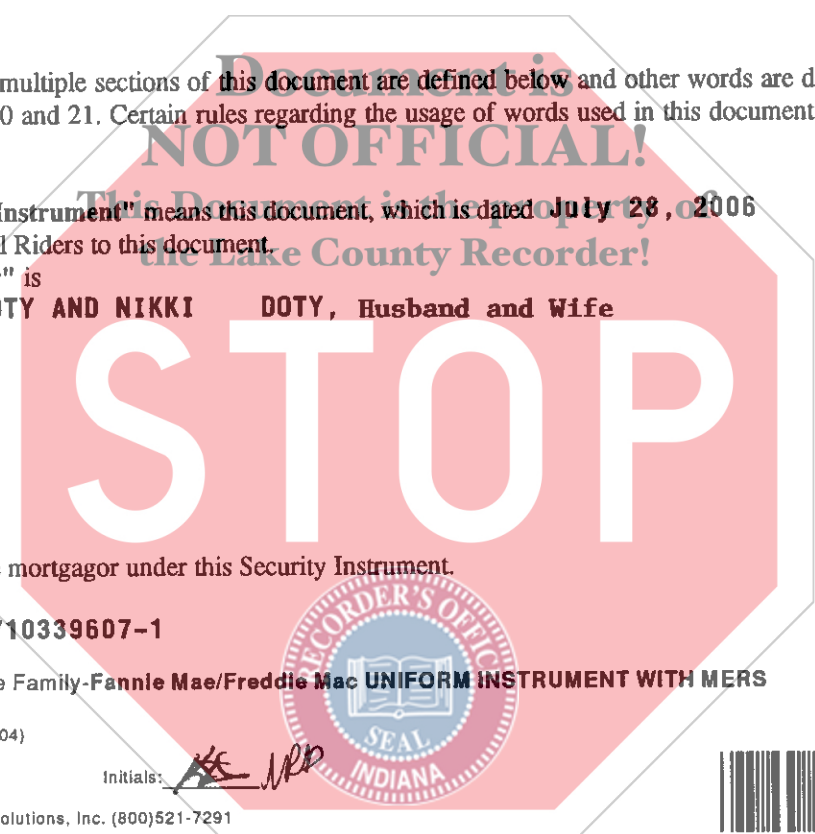 Document is
multiple sections of this document are defined below and other words are d
0 and 21. Certain rules regarding the usage of words used in this document
NOT OFFICIAL!
This Document is the property of
Instrument" means this document, which is dated July 28, 2006
l Riders to this document.
the Lake County Recorder!
" is
TY AND NIKKI DOTY, Husband and Wife
STOP
mortgagor under this Security Instrument.
10339607-1
e Family-Fannie Mae/Freddie Mac UNIFORM INSTRUMENT WITH MERS
04)
Initials:
olutions, Inc. (800)521-7291
RECORDER'S OFFICE
SEAL
INDIANA